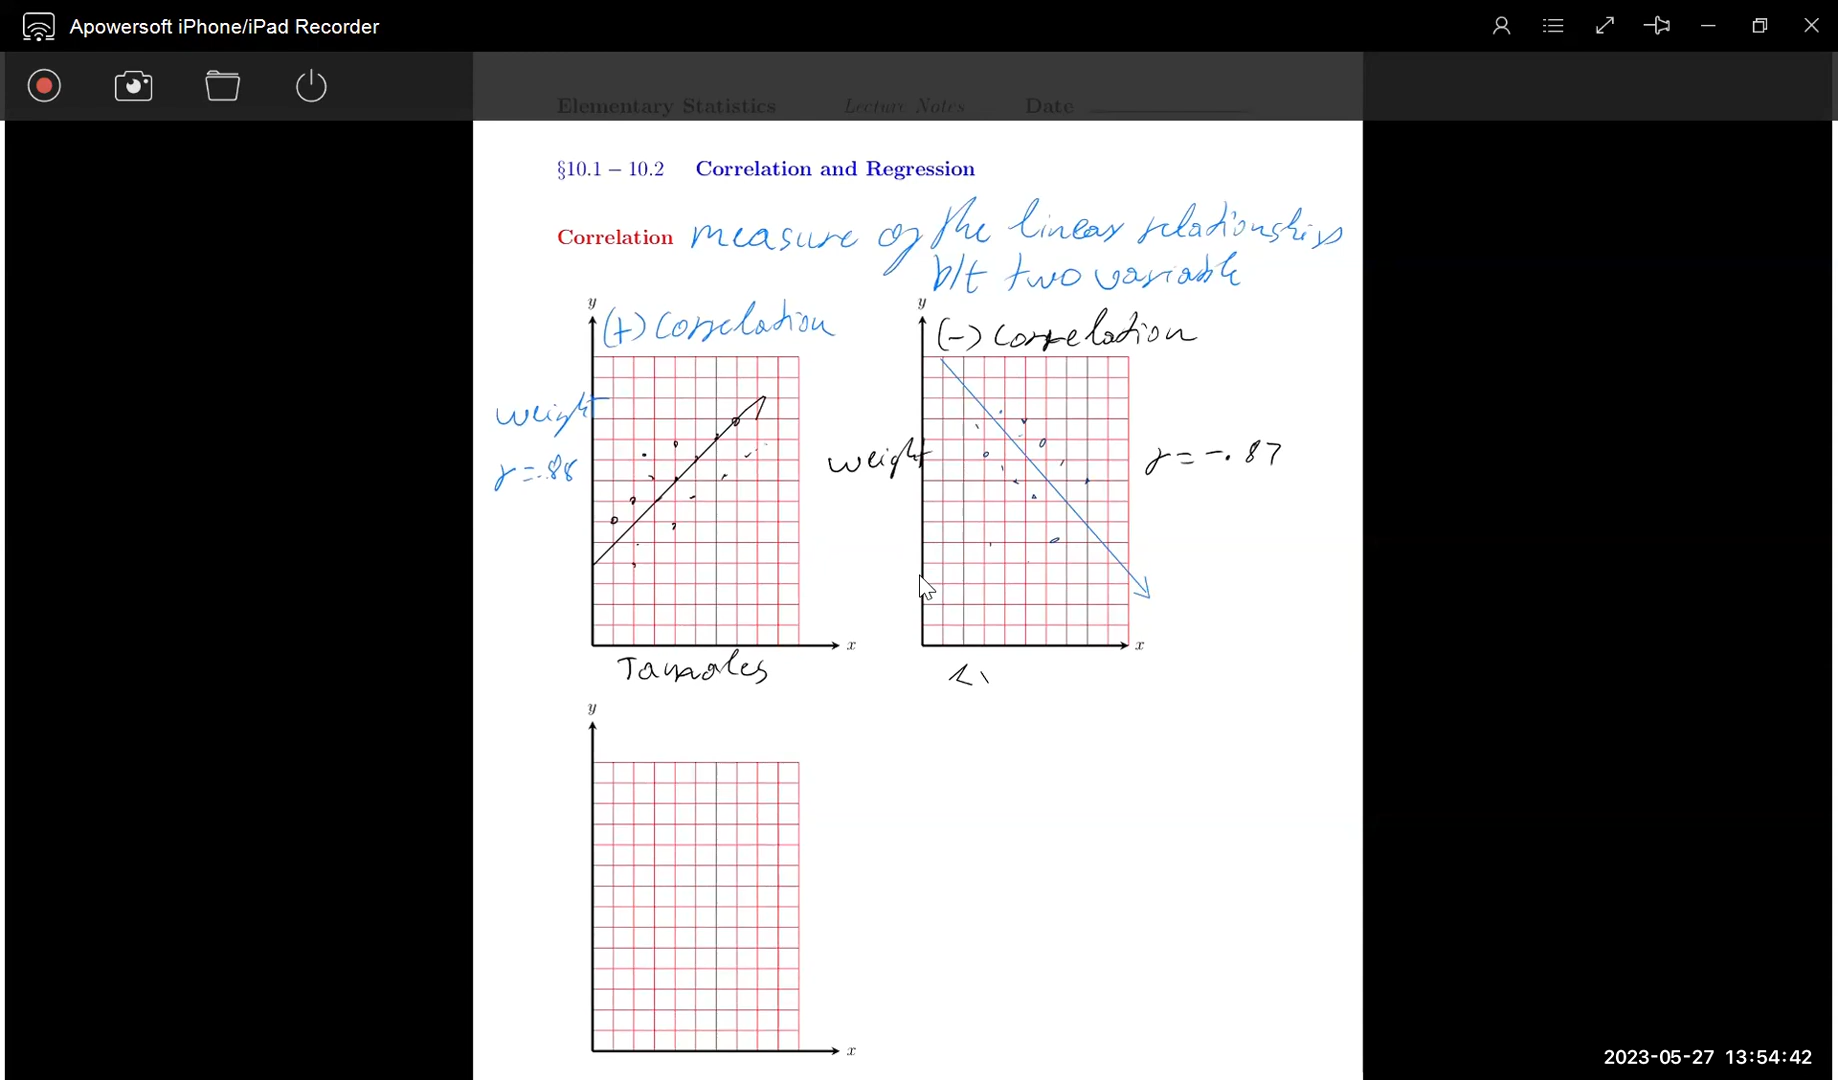 Apowersoft iPhone/iPad Recorder
Elementary Statistics Lecture Notes Date
§10.1 – 10.2 Correlation and Regression
Correlation measure of the linear relationships
b/t two variable
y
(+) correlation
weight
r = .88
x
Tamales
y
(-) correlation
weight
r = -.87
x
y
x
2023-05-27 13:54:42